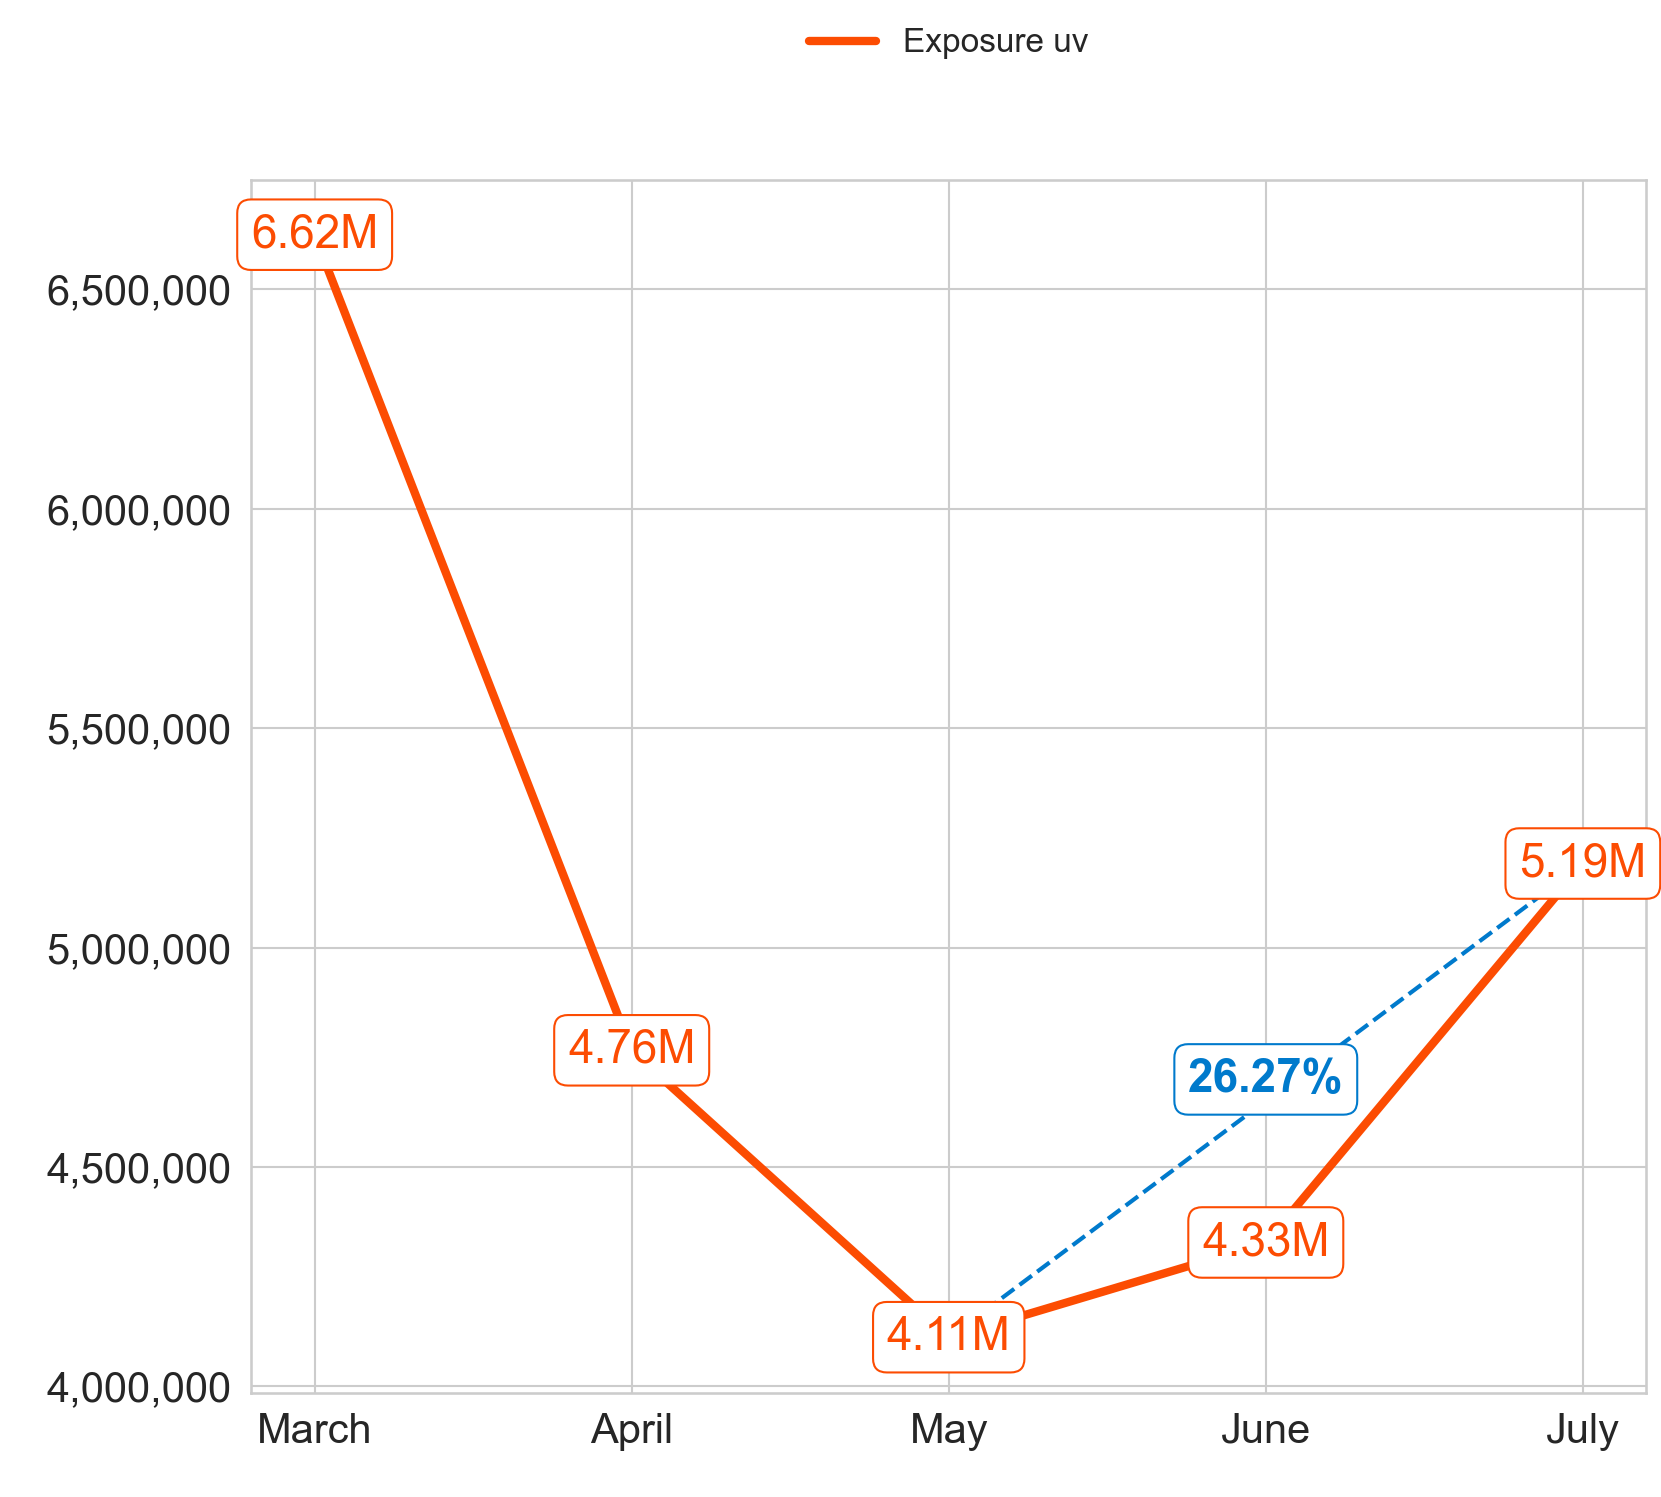 Exposure uv
6.62M
6,500,000
6,000,000
5,500,000
5.19M
5,000,000
4.76M
26.27%
4,500,000
4.33M
4.11M
4,000,000
March April May June July